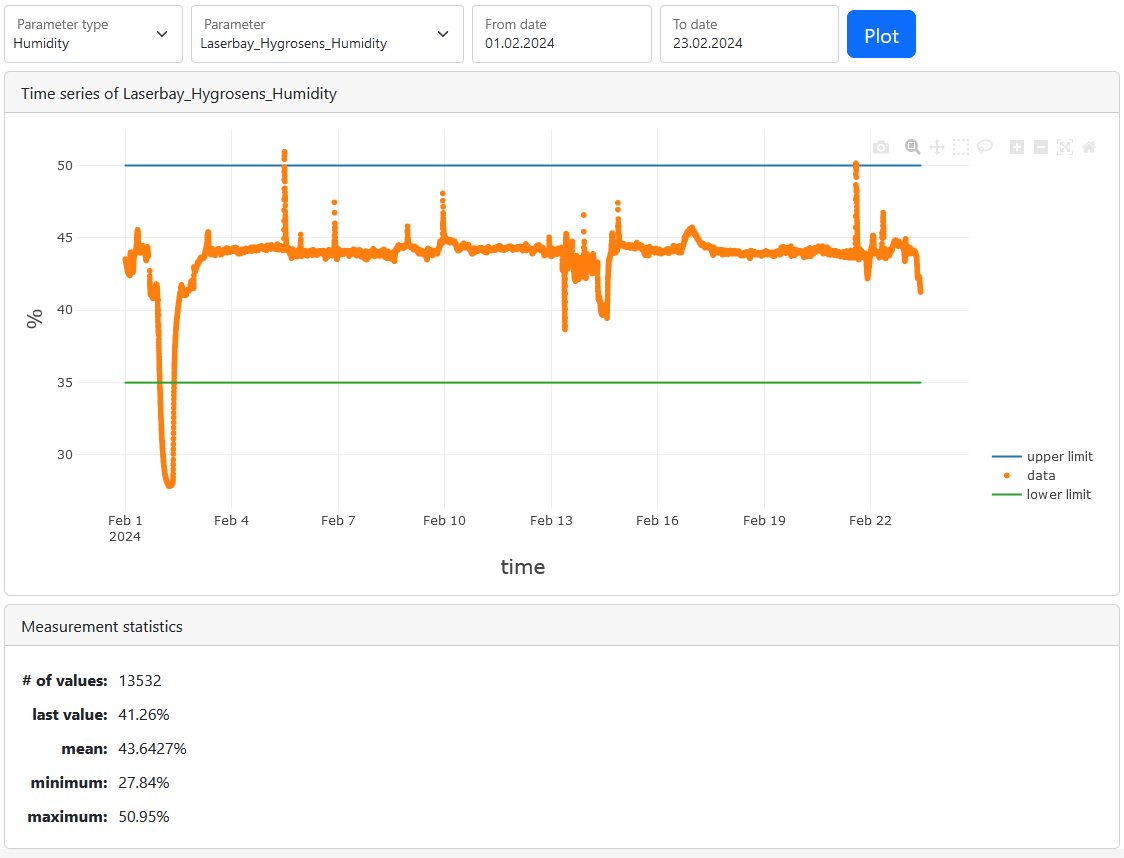 Parameter type
Humidity
Parameter
Laserbay_Hygrosens_Humidity
From date
01.02.2024
To date
23.02.2024
Plot
Time series of Laserbay_Hygrosens_Humidity
50
45
40
35
30
%
Feb 1
2024
Feb 4
Feb 7
Feb 10
Feb 13
Feb 16
Feb 19
Feb 22
time
upper limit
data
lower limit
Measurement statistics
# of values: 13532
last value: 41.26%
mean: 43.6427%
minimum: 27.84%
maximum: 50.95%